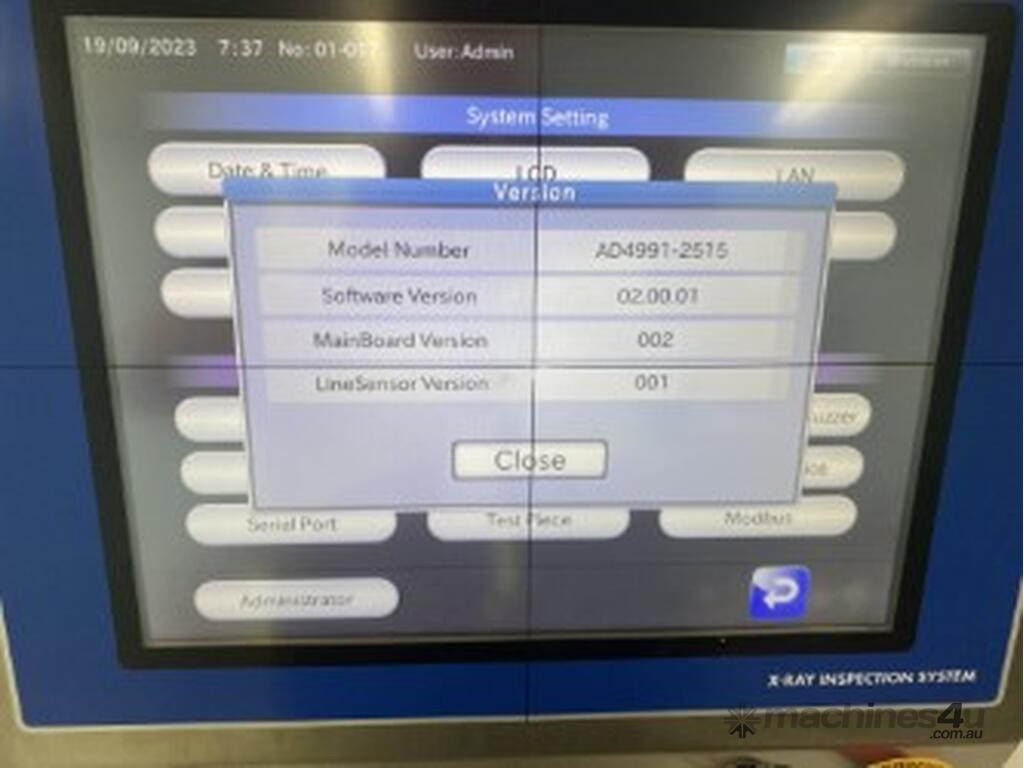 19/09/2023 7:37 No: 01-017 User: Admin
System Setting
Date & Time LCD LAN
Version
Model Number AD4991-2515
Software Version 02.00.01
MainBoard Version 002
LineSensor Version 001
Buzzer
Close
Serial Port Test Piece Modbus
Administrator
X-RAY INSPECTION SYSTEM
machines4u
.com.au